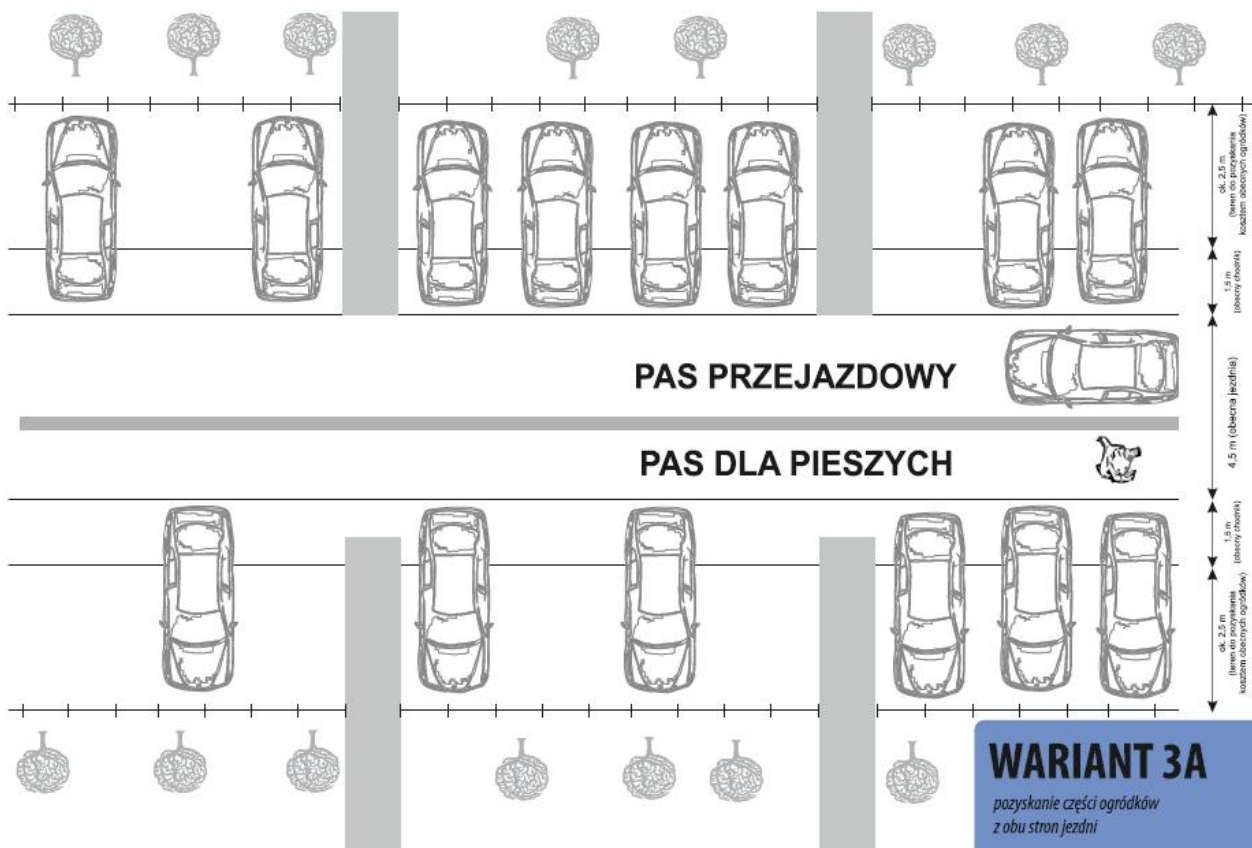 ok. 2,5 m
(teren do pozyskania
kosztem obecnych ogródków)
1,5 m
(obecny chodnik)
PAS PRZEJAZDOWY
4,5 m (obecna jezdnia)
PAS DLA PIESZYCH
1,5 m
(obecny chodnik)
ok. 2,5 m
(teren do pozyskania
kosztem obecnych ogródków)
WARIANT 3A
pozyskanie części ogródków
z obu stron jezdni